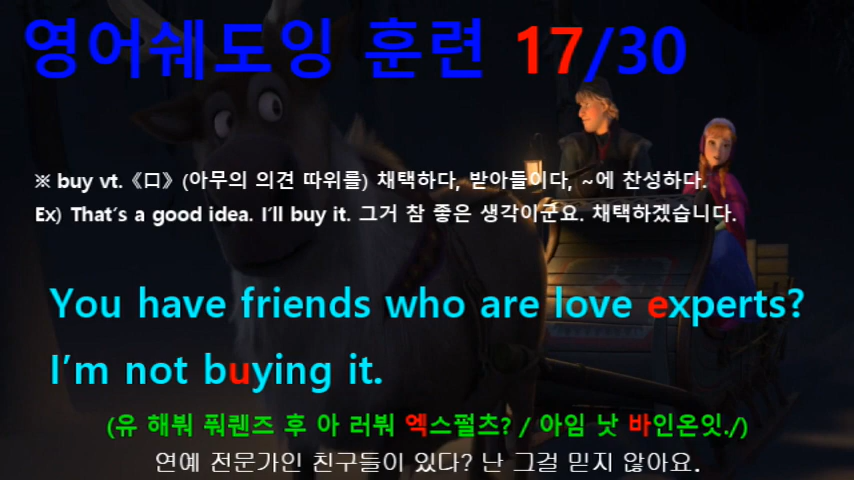 영어쉐도잉 훈련 17/30
※ buy vt.《口》(아무의 의견 따위를) 채택하다, 받아들이다, ~에 찬성하다.
Ex) That's a good idea. I'll buy it. 그거 참 좋은 생각이군요. 채택하겠습니다.
You have friends who are love experts?
I'm not buying it.
(유 해붜 풔뤤즈 후 아 러붜 엑스펄츠? / 아임 낫 바인온잇./)
연예 전문가인 친구들이 있다? 난 그걸 믿지 않아요.